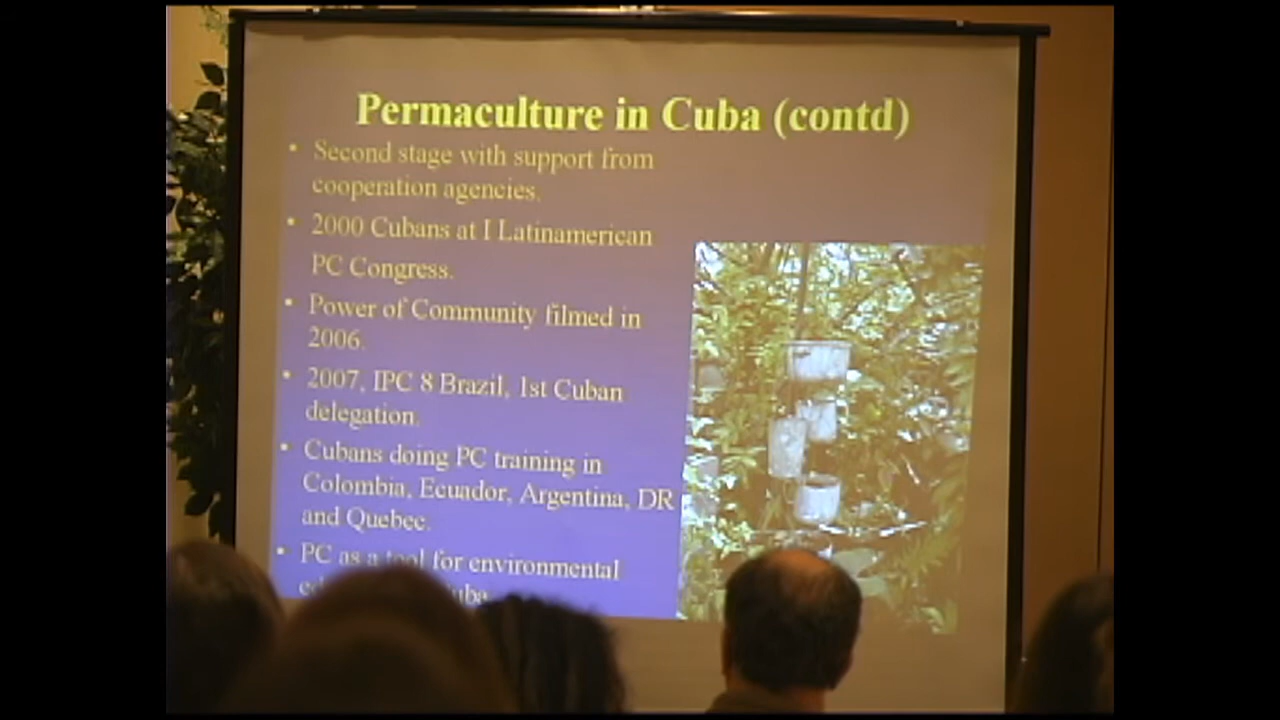 Permaculture in Cuba (contd)
• Second stage with support from
cooperation agencies.
• 2000 Cubans at I Latinamerican
PC Congress.
• Power of Community filmed in
2006.
• 2007, IPC 8 Brazil, 1st Cuban
delegation.
• Cubans doing PC training in
Colombia, Ecuador, Argentina, DR
and Quebec.
• PC as a tool for environmental